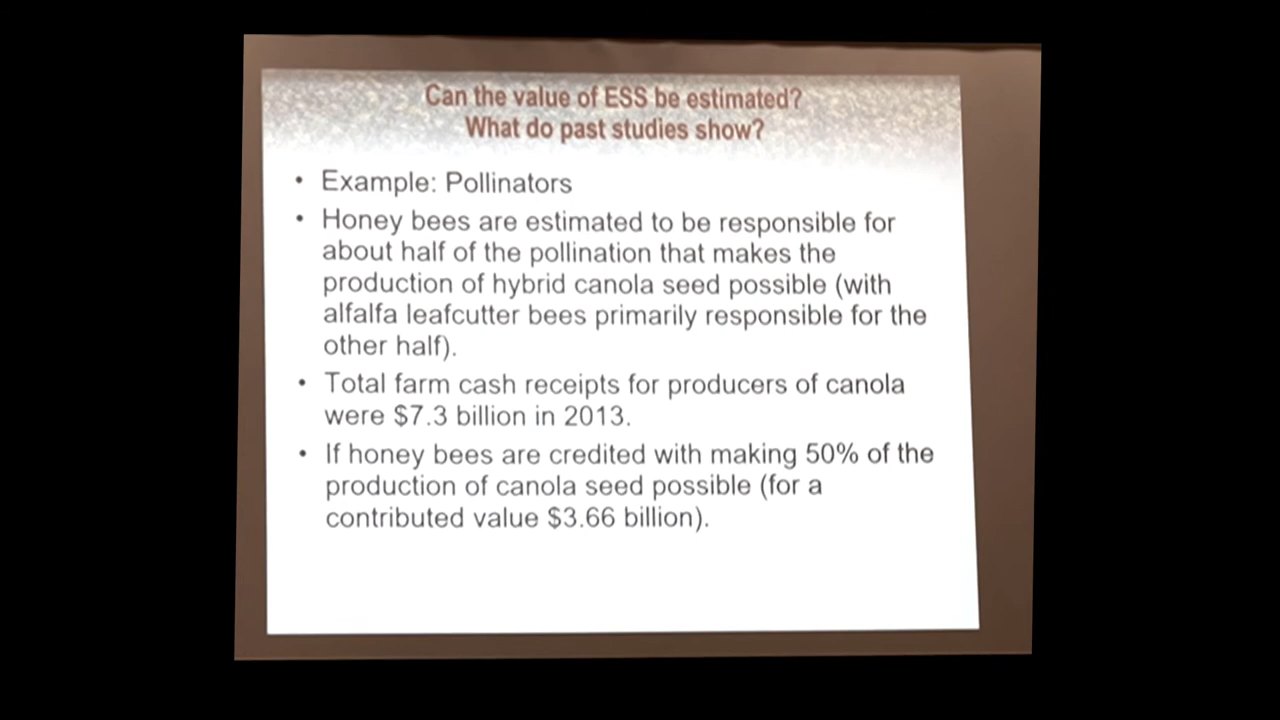 Can the value of ESS be estimated?
What do past studies show?
• Example: Pollinators
• Honey bees are estimated to be responsible for
about half of the pollination that makes the
production of hybrid canola seed possible (with
alfalfa leafcutter bees primarily responsible for the
other half).
• Total farm cash receipts for producers of canola
were $7.3 billion in 2013.
• If honey bees are credited with making 50% of the
production of canola seed possible (for a
contributed value $3.66 billion).